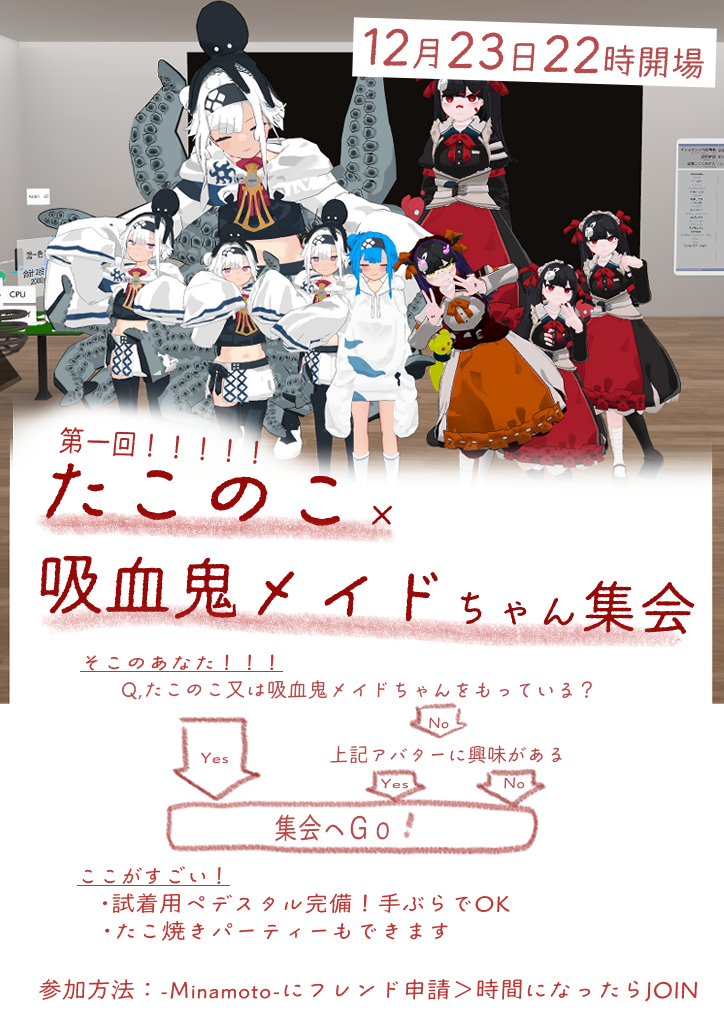 12月23日22時開場
CPU
第一回！！！！！
たこのこ×
吸血鬼メイドちゃん集会
そこのあなた！！！
Q,たこのこ又は吸血鬼メイドちゃんをもっている？
No
Yes
上記アバターに興味がある
Yes
No
集会へGo！
ここがすごい！
・試着用ペデスタル完備！手ぶらでOK
・たこ焼きパーティーもできます
参加方法：-Minamoto-にフレンド申請＞時間になったらJOIN